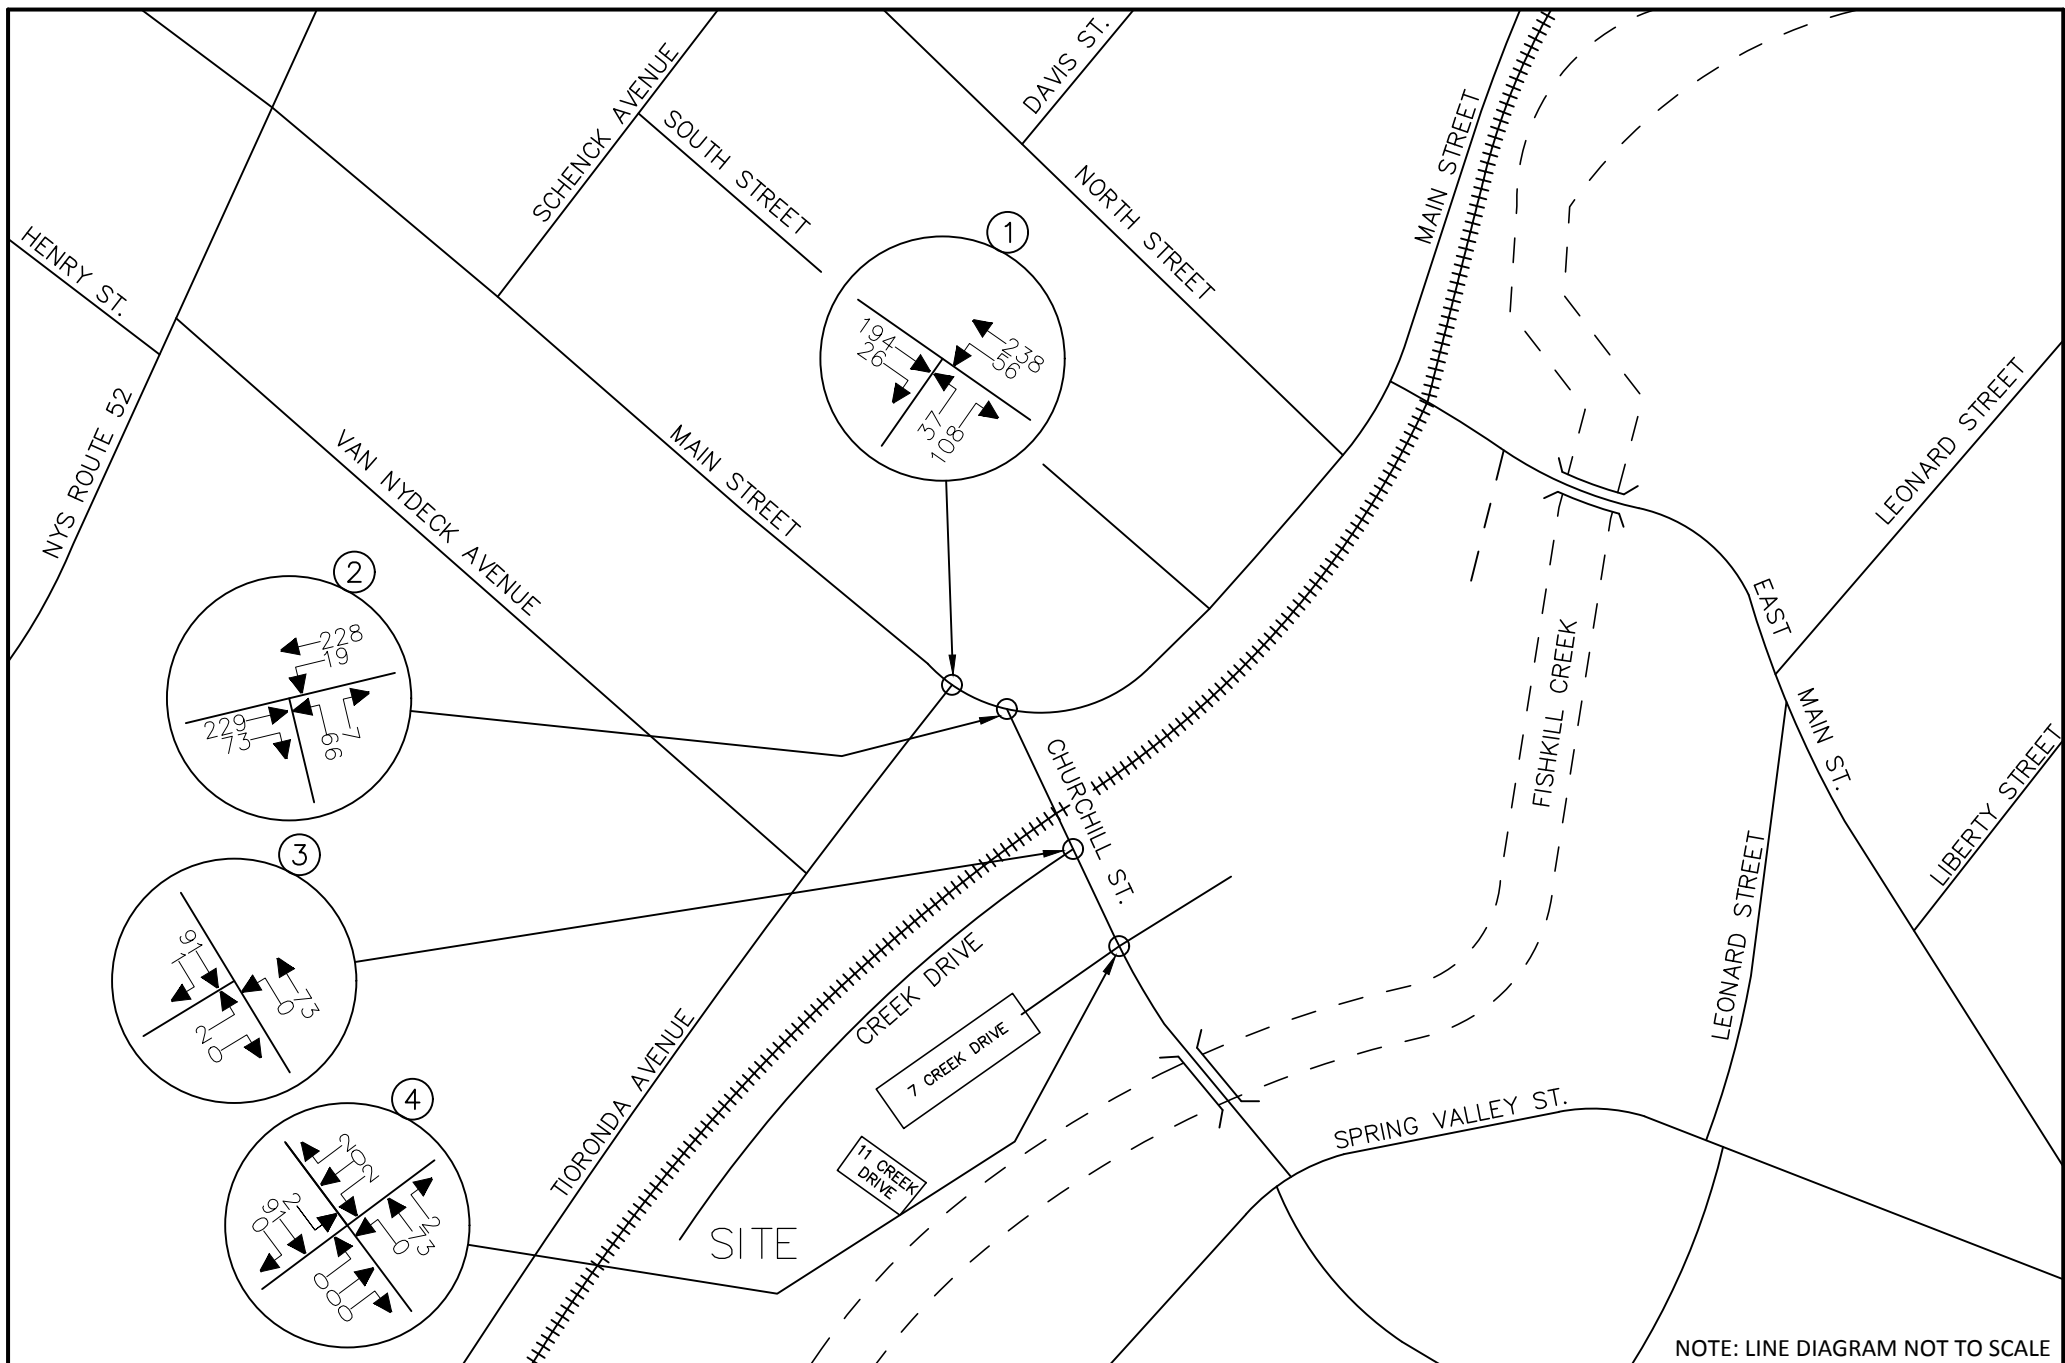 DAVIS ST.
SCHENCK AVENUE
SOUTH STREET
MAIN STREET
NORTH STREET
HENRY ST.
1
194
26
238
56
37
108
NYS ROUTE 52
VAN NYDECK AVENUE
MAIN STREET
LEONARD STREET
2
228
19
229
73
66
7
EAST
MAIN ST.
FISHKILL CREEK
CHURCHILL ST.
LIBERTY STREET
3
91
1
73
0
2
0
CREEK DRIVE
LEONARD STREET
7 CREEK DRIVE
TIORONDA AVENUE
4
2
0
2
2
91
0
2
73
0
0
0
0
11 CREEK
DRIVE
SPRING VALLEY ST.
SITE
NOTE: LINE DIAGRAM NOT TO SCALE